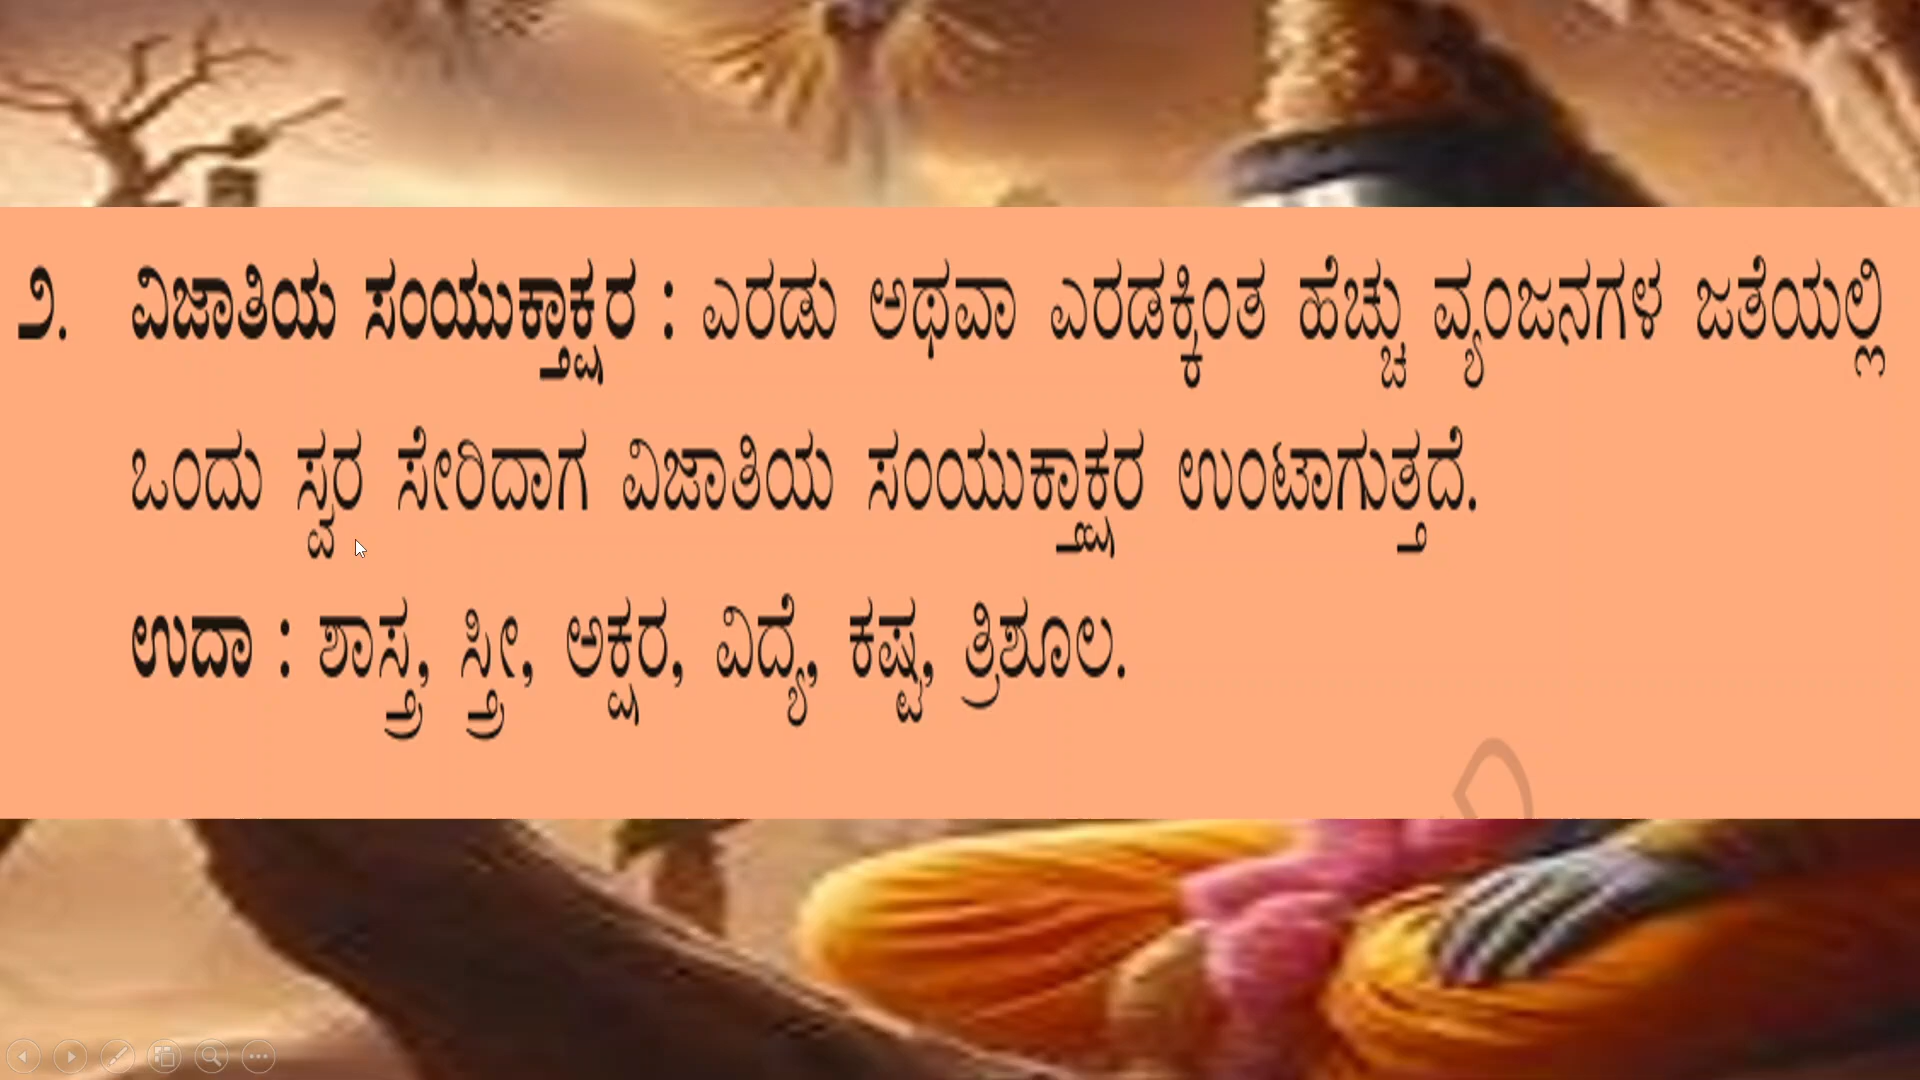 ೨. ವಿಜಾತಿಯ ಸಂಯುಕ್ತಾಕ್ಷರ : ಎರಡು ಅಥವಾ ಎರಡಕ್ಕಿಂತ ಹೆಚ್ಚು ವ್ಯಂಜನಗಳ ಜತೆಯಲ್ಲಿ
ಒಂದು ಸ್ವರ ಸೇರಿದಾಗ ವಿಜಾತಿಯ ಸಂಯುಕ್ತಾಕ್ಷರ ಉಂಟಾಗುತ್ತದೆ.
ಉದಾ : ಶಾಸ್ತ್ರ, ಸ್ತ್ರೀ, ಅಕ್ಷರ, ವಿದ್ಯೆ, ಕಷ್ಟ, ತ್ರಿಶೂಲ.